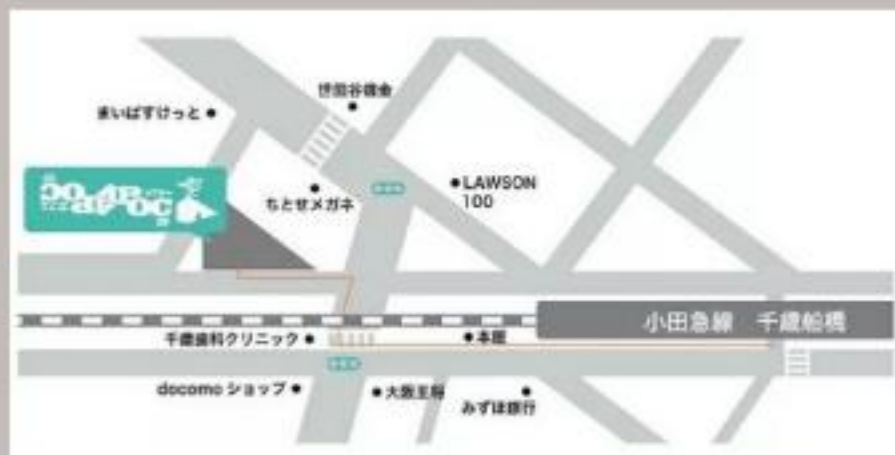 世田谷信金
まいばすけっと
LAWSON
100
ちとせメガネ
小田急線 千歳船橋
千歳歯科クリニック
本屋
docomo ショップ
大阪王将
みずほ銀行